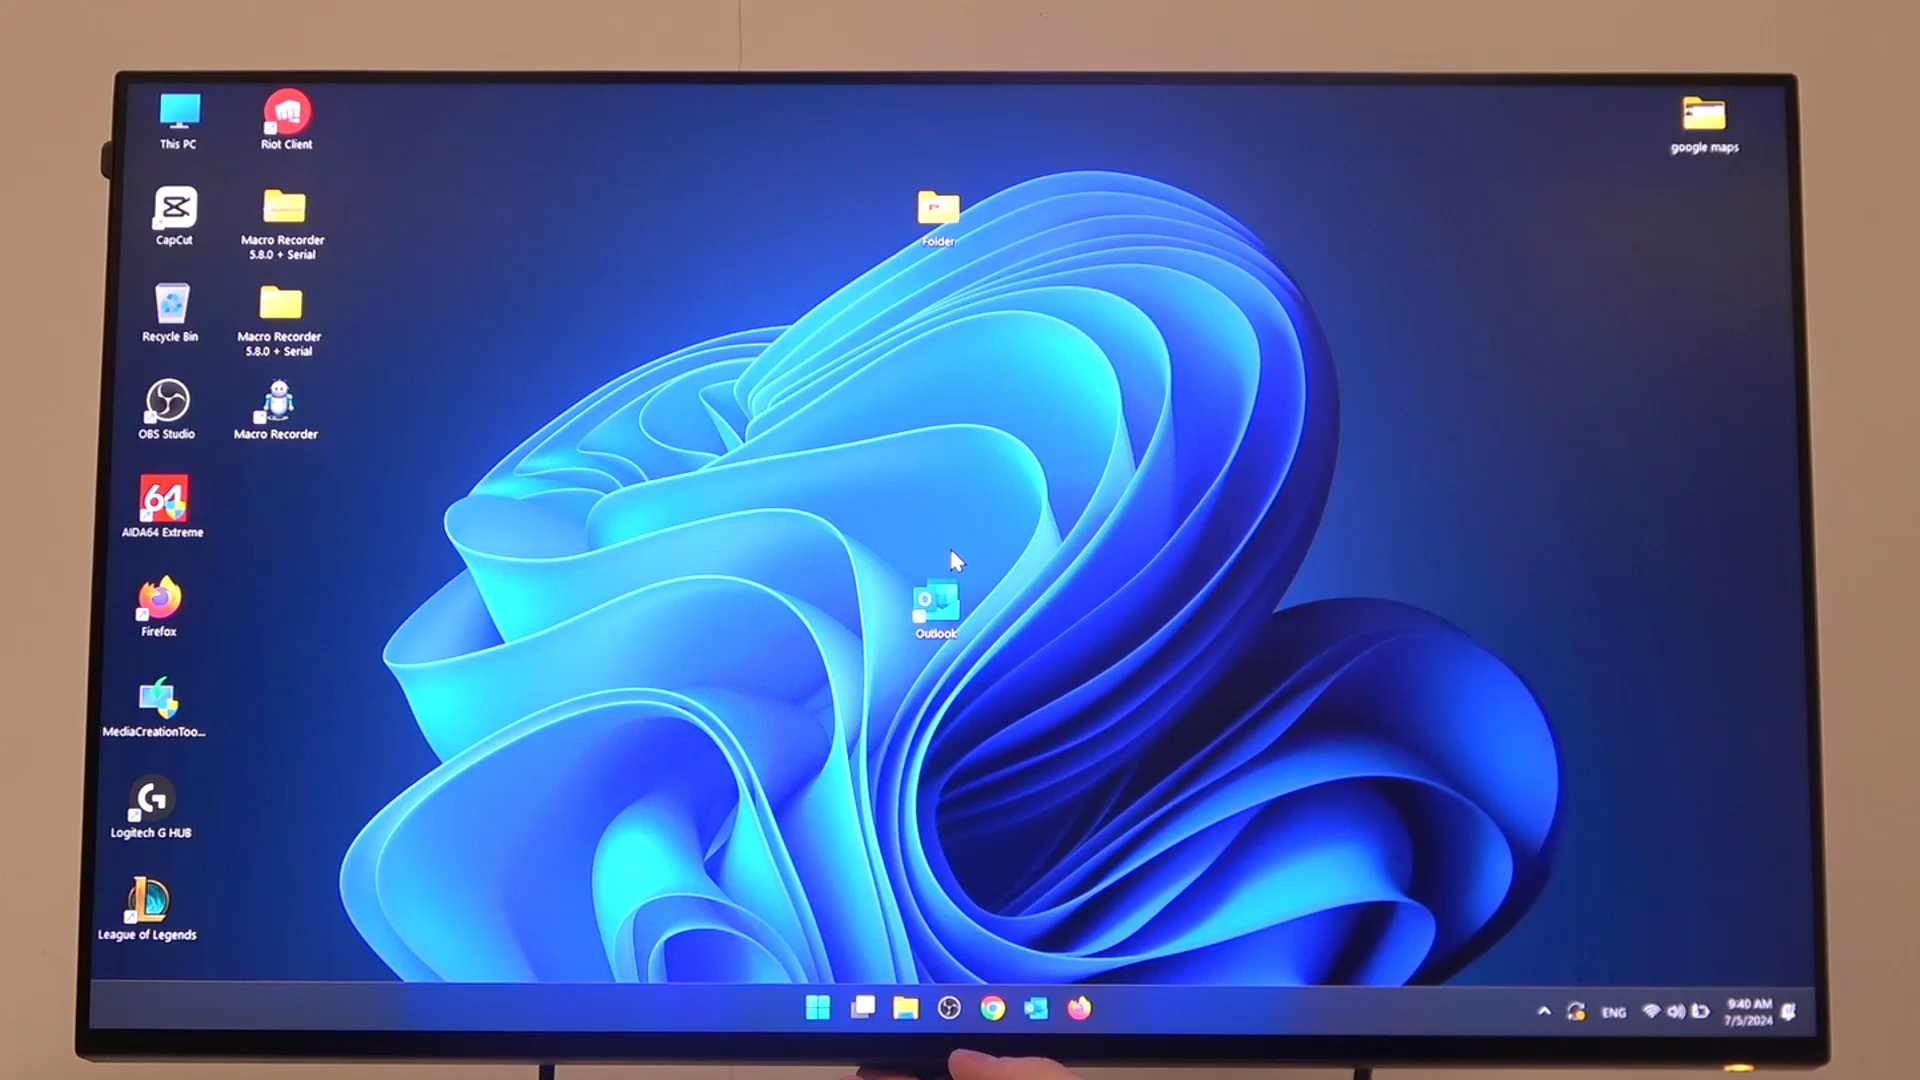 This PC
Riot Client
google maps
CapCut
Macro Recorder
5.8.0 + Serial
Folder
Recycle Bin
Macro Recorder
5.8.0 + Serial
OBS Studio
Macro Recorder
64
AIDA64 Extreme
Firefox
Outlook
MediaCreationToo...
Logitech G HUB
League of Legends
ENG
9:40 AM
7/5/2024